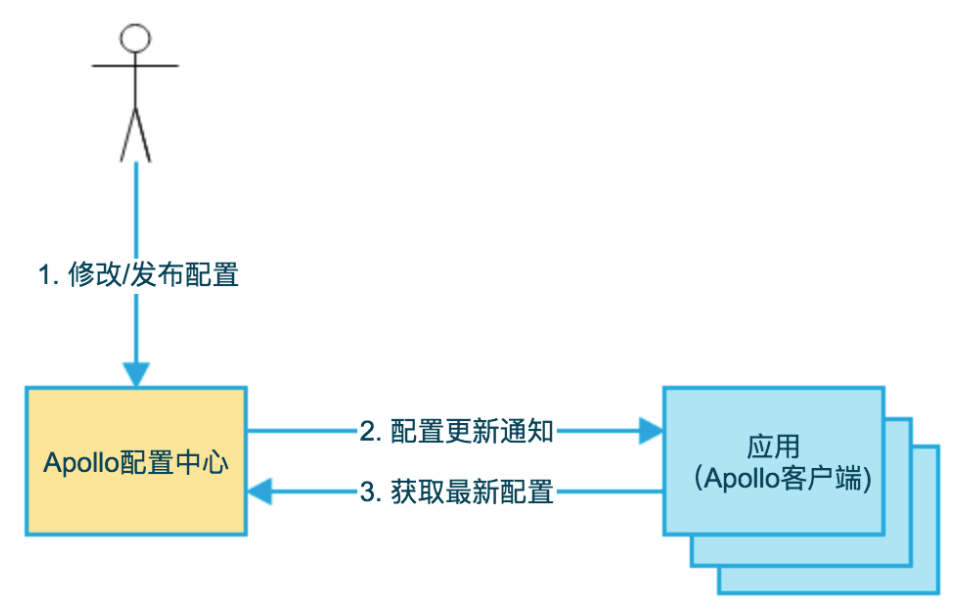 1. 修改/发布配置
Apollo配置中心
2. 配置更新通知
3. 获取最新配置
应用
（Apollo客户端)